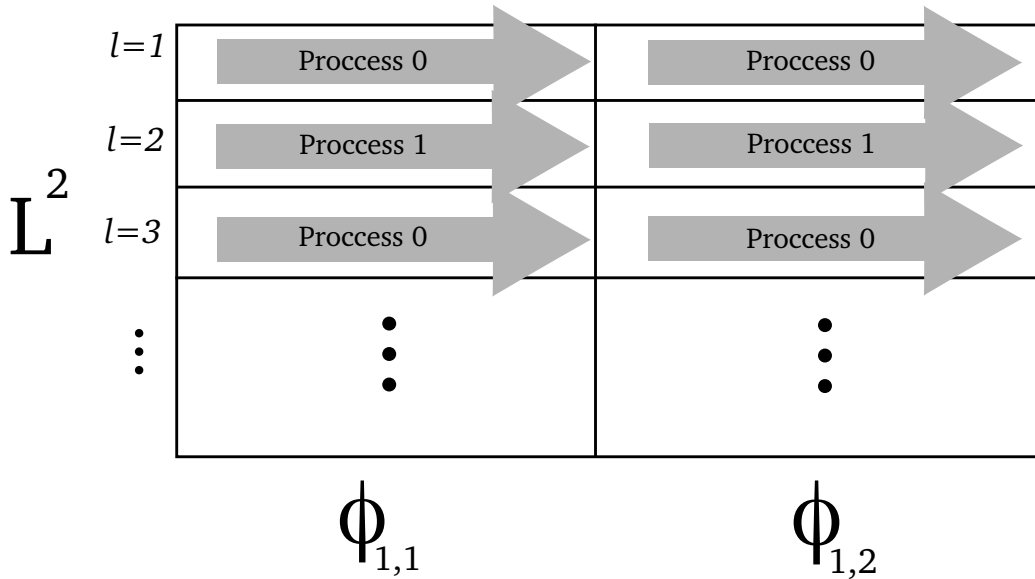 l=1 Proccess 0 Proccess 0
l=2 Proccess 1 Proccess 1
L²
l=3 Proccess 0 Proccess 0
⋮ ⋮ ⋮
ϕ1,1 ϕ1,2